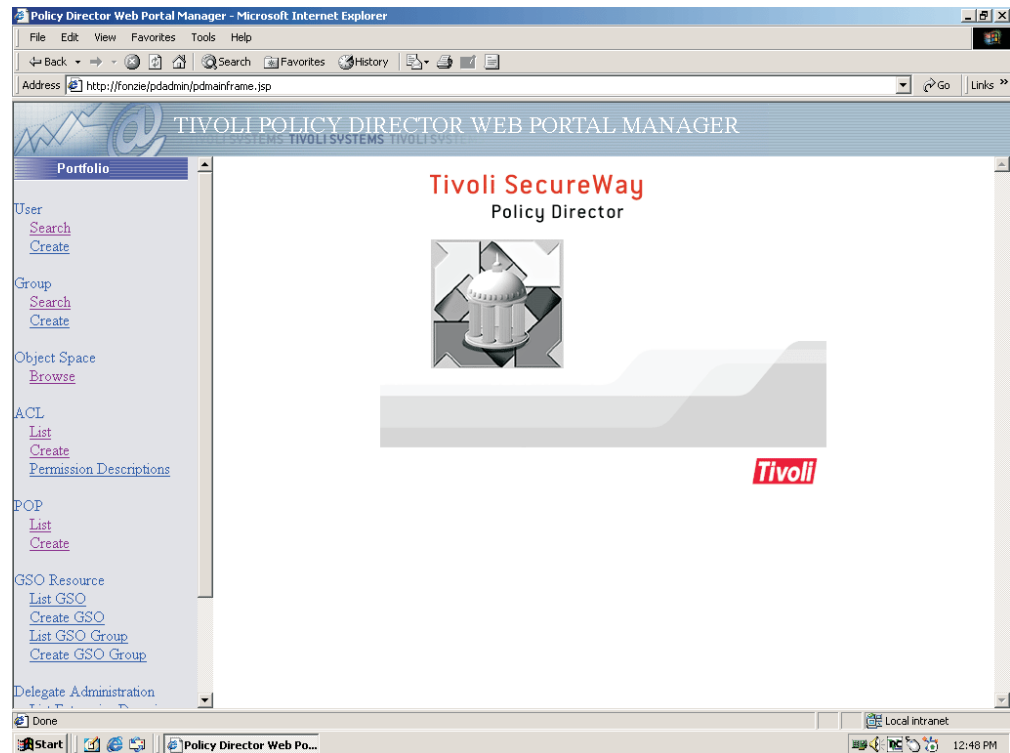 Policy Director Web Portal Manager - Microsoft Internet Explorer
File Edit View Favorites Tools Help
Back Search Favorites History
Address http://fonzie/pdadmin/pdmainframe.jsp Go Links »
TIVOLI POLICY DIRECTOR WEB PORTAL MANAGER
TIVOLI SYSTEMS TIVOLI SYSTEMS TIVOLI SYSTE
Portfolio
Tivoli SecureWay
Policy Director
User
Search
Create
Group
Search
Create
Object Space
Browse
ACL
List
Create
Permission Descriptions
Tivoli
POP
List
Create
GSO Resource
List GSO
Create GSO
List GSO Group
Create GSO Group
Delegate Administration
Done Local intranet
Start Policy Director Web Po... 12:48 PM